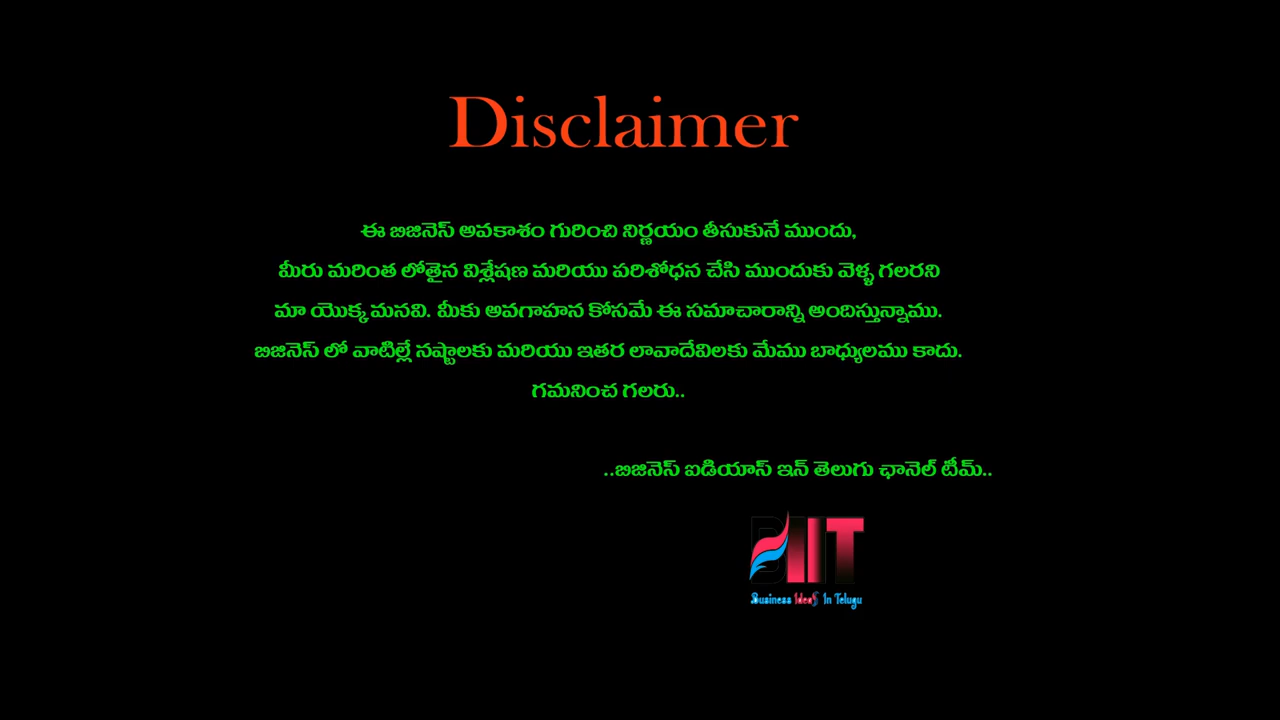 Disclaimer
ఈ బిజినెస్ అవకాశం గురించి నిర్ణయం తీసుకునే ముందు,
మీరు మరింత లోతైన విశ్లేషణ మరియు పరిశోధన చేసి ముందుకు వెళ్ళ గలరని
మా యొక్క మనవి. మీకు అవగాహన కోసమే ఈ సమాచారాన్ని అందిస్తున్నాము.
బిజినెస్ లో వాటిల్లే నష్టాలకు మరియు ఇతర లావాదేవిలకు మేము బాధ్యులము కాదు.
గమనించ గలరు..
..బిజినెస్ ఐడియాస్ ఇన్ తెలుగు ఛానెల్ టీమ్..
BIIT
Business Ideas In Telugu